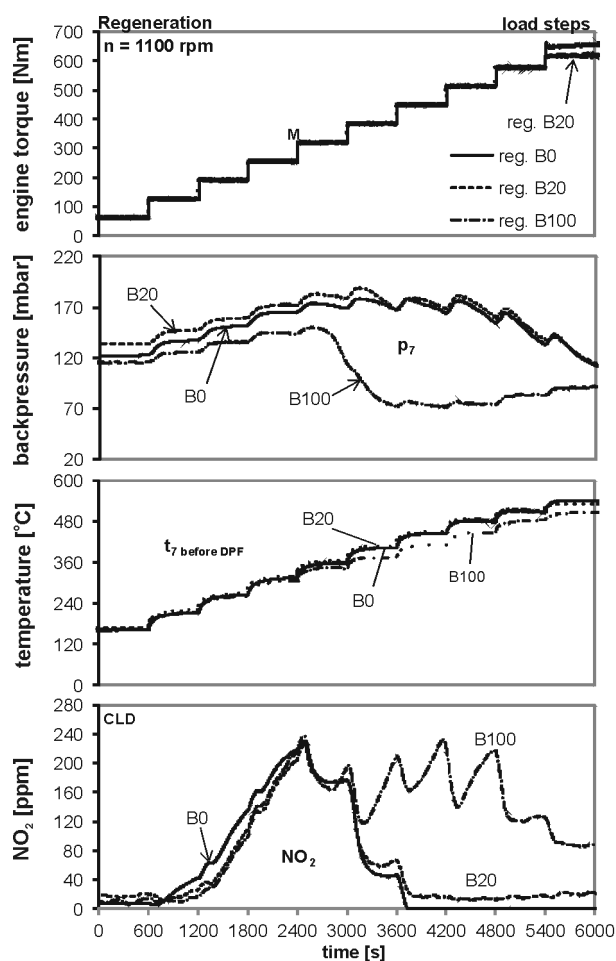 Regeneration
load steps
n = 1100 rpm
engine torque [Nm]
700
600
500
400
300
200
100
0
M
reg. B20
reg. B0
reg. B20
reg. B100
backpressure [mbar]
220
170
120
70
20
B20
B0
B100
p7
temperature [°C]
600
480
360
240
120
0
t7 before DPF
B20
B0
B100
NO2 [ppm]
280
240
200
160
120
80
40
0
CLD
B0
NO2
B100
B20
0 600 1200 1800 2400 3000 3600 4200 4800 5400 6000
time [s]